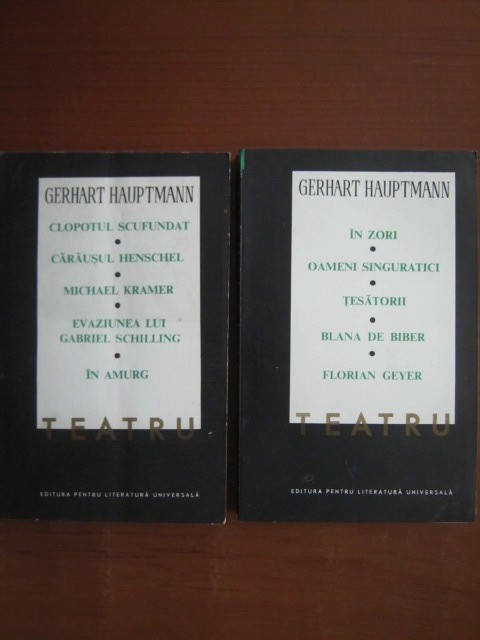 GERHART HAUPTMANN
CLOPOTUL SCUFUNDAT
•
CĂRĂUȘUL HENSCHEL
•
MICHAEL KRAMER
•
EVAZIUNEA LUI
GABRIEL SCHILLING
•
ÎN AMURG
TEATRU
EDITURA PENTRU LITERATURĂ UNIVERSALĂ
GERHART HAUPTMANN
ÎN ZORI
•
OAMENI SINGURATICI
•
ȚESĂTORII
•
BLANA DE BIBER
•
FLORIAN GEYER
TEATRU
EDITURA PENTRU LITERATURĂ UNIVERSALĂ